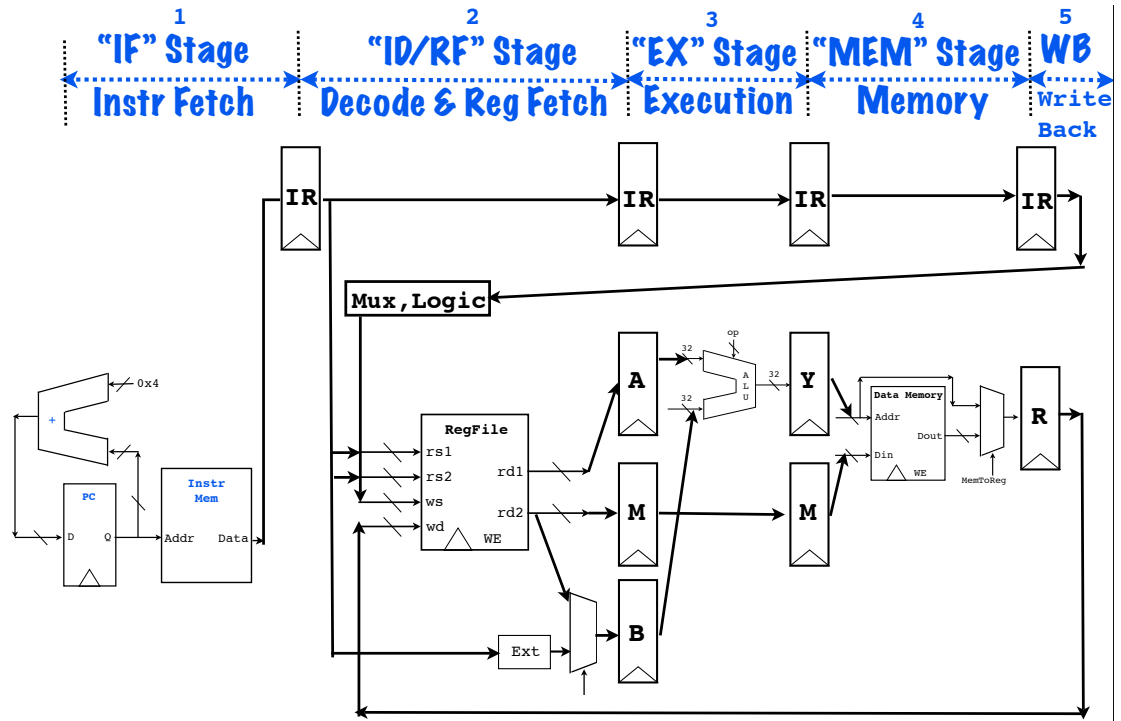 1 2 3 4 5
“IF” Stage “ID/RF” Stage “EX” Stage “MEM” Stage WB
Instr Fetch Decode & Reg Fetch Execution Memory Write
Back
IR IR IR IR IR
Mux,Logic
op
32
32
32
A
L
U
A
Y
0x4
+
Data Memory
Addr
Dout
Din
WE
MemToReg
R
RegFile
rs1
rs2
ws
wd
rd1
rd2
WE
PC
D Q
Instr
Mem
Addr Data
M M
B
Ext